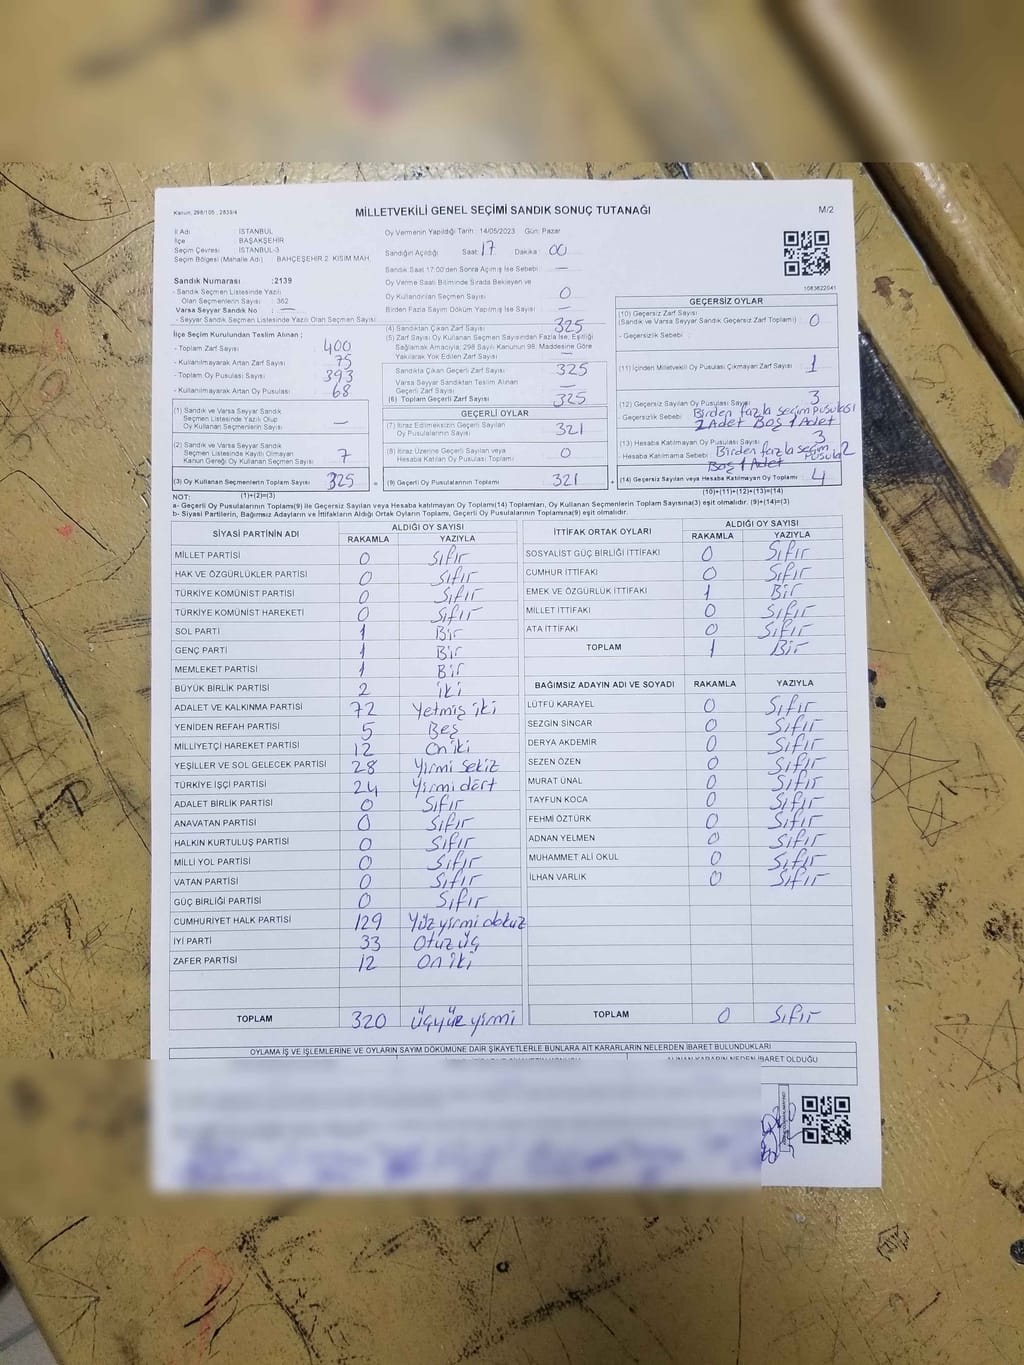 Kanun; 298/105 , 2839/4
MİLLETVEKİLİ GENEL SEÇİMİ SANDIK SONUÇ TUTANAĞI
M/2
İl Adı : İSTANBUL
İlçe : BAŞAKŞEHİR
Seçim Çevresi : İSTANBUL-3
Seçim Bölgesi (Mahalle Adı) : BAHÇEŞEHİR 2. KISIM MAH.
Sandık Numarası :2139
- Sandık Seçmen Listesinde Yazılı
Olan Seçmenlerin Sayısı : 362
Varsa Seyyar Sandık No : —
- Seyyar Sandık Seçmen Listesinde Yazılı Olan Seçmen Sayısı:
Oy Vermenin Yapıldığı Tarih : 14/05/2023 Gün: Pazar
Sandığın Açıldığı Saat: 17 Dakika : 00
Sandık Saat 17:00'den Sonra Açılmış İse Sebebi : —
Oy Verme Saati Bitiminde Sırada Bekleyen ve
Oy Kullandırılan Seçmen Sayısı 0
Birden Fazla Sayım Döküm Yapılmış İse Sayısı : —
1083622041
İlçe Seçim Kurulundan Teslim Alınan ;
- Toplam Zarf Sayısı : 400
- Kullanılmayarak Artan Zarf Sayısı : 75
- Toplam Oy Pusulası Sayısı : 393
- Kullanılmayarak Artan Oy Pusulası : 68
(1) Sandık ve Varsa Seyyar Sandık
Seçmen Listesinde Yazılı Olup
Oy Kullanan Seçmenlerin Sayısı —
(2) Sandık ve Varsa Seyyar Sandık
Seçmen Listesinde Kayıtlı Olmayan
Kanun Gereği Oy Kullanan Seçmen Sayısı 7
(3) Oy Kullanan Seçmenlerin Toplam Sayısı 325
(1)+(2)=(3)
(4) Sandıktan Çıkan Zarf Sayısı 325
(5) Zarf Sayısı Oy Kullanan Seçmen Sayısından Fazla İse, Eşitliği
Sağlamak Amacıyla, 298 Sayılı Kanunun 98. Maddesine Göre
Yakılarak Yok Edilen Zarf Sayısı —
Sandıkta Çıkan Geçerli Zarf Sayısı 325
Varsa Seyyar Sandıktan Teslim Alınan
Geçerli Zarf Sayısı —
(6) Toplam Geçerli Zarf Sayısı 325
GEÇERLİ OYLAR
(7) İtiraz Edilmeksizin Geçerli Sayılan
Oy Pusulalarının Sayısı 321
(8) İtiraz Üzerine Geçerli Sayılan veya
Hesaba Katılan Oy Pusulası Toplamı 0
= (9) Geçerli Oy Pusulalarının Toplamı 321 +
GEÇERSİZ OYLAR
(10) Geçersiz Zarf Sayısı
(Sandık ve Varsa Seyyar Sandık Geçersiz Zarf Toplamı) 0
- Geçersizlik Sebebi :
(11) İçinden Milletvekili Oy Pusulası Çıkmayan Zarf Sayısı 1
(12) Geçersiz Sayılan Oy Pusulası Sayısı 3
- Geçersizlik Sebebi : Birden fazla seçim pusulası
2 Adet Boş 1 Adet
(13) Hesaba Katılmayan Oy Pusulası Sayısı 3
- Hesaba Katılmama Sebebi : Birden fazla seçim pusula 2
Boş 1 Adet
(14) Geçersiz Sayılan veya Hesaba Katılmayan Oy Toplamı 4
(10)+(11)+(12)+(13)=(14)
NOT:
a- Geçerli Oy Pusulalarının Toplam(9) ile Geçersiz Sayılan veya Hesaba katılmayan Oy Toplam(14) Toplamları, Oy Kullanan Seçmenlerin Toplam Sayısına(3) eşit olmalıdır. (9)+(14)=(3)
b- Siyasi Partilerin, Bağımsız Adayların ve İttifakların Aldığı Ortak Oyların Toplamı, Geçerli Oy Pusulalarının Toplamına(9) eşit olmalıdır.
SİYASİ PARTİNİN ADI ALDIĞI OY SAYISI
RAKAMLA YAZIYLA
MİLLET PARTİSİ 0 Sıfır
HAK VE ÖZGÜRLÜKLER PARTİSİ 0 Sıfır
TÜRKİYE KOMÜNİST PARTİSİ 0 Sıfır
TÜRKİYE KOMÜNİST HAREKETİ 0 Sıfır
SOL PARTİ 1 Bir
GENÇ PARTİ 1 Bir
MEMLEKET PARTİSİ 1 Bir
BÜYÜK BİRLİK PARTİSİ 2 iki
ADALET VE KALKINMA PARTİSİ 72 Yetmiş iki
YENİDEN REFAH PARTİSİ 5 Beş
MİLLİYETÇİ HAREKET PARTİSİ 12 On iki
YEŞİLLER VE SOL GELECEK PARTİSİ 28 Yirmi sekiz
TÜRKİYE İŞÇİ PARTİSİ 24 Yirmi dört
ADALET BİRLİK PARTİSİ 0 Sıfır
ANAVATAN PARTİSİ 0 Sıfır
HALKIN KURTULUŞ PARTİSİ 0 Sıfır
MİLLİ YOL PARTİSİ 0 Sıfır
VATAN PARTİSİ 0 Sıfır
GÜÇ BİRLİĞİ PARTİSİ 0 Sıfır
CUMHURİYET HALK PARTİSİ 129 Yüz yirmi dokuz
İYİ PARTİ 33 Otuz üç
ZAFER PARTİSİ 12 On iki
TOPLAM 320 üçyüz yirmi
İTTİFAK ORTAK OYLARI ALDIĞI OY SAYISI
RAKAMLA YAZIYLA
SOSYALİST GÜÇ BİRLİĞİ İTTİFAKI 0 Sıfır
CUMHUR İTTİFAKI 0 Sıfır
EMEK VE ÖZGÜRLÜK İTTİFAKI 1 Bir
MİLLET İTTİFAKI 0 Sıfır
ATA İTTİFAKI 0 Sıfır
TOPLAM 1 Bir
BAĞIMSIZ ADAYIN ADI VE SOYADI RAKAMLA YAZIYLA
LÜTFÜ KARAYEL 0 Sıfır
SEZGİN SİNCAR 0 Sıfır
DERYA AKDEMİR 0 Sıfır
SEZEN ÖZEN 0 Sıfır
MURAT ÜNAL 0 Sıfır
TAYFUN KOCA 0 Sıfır
FEHMİ ÖZTÜRK 0 Sıfır
ADNAN YELMEN 0 Sıfır
MUHAMMET ALİ OKUL 0 Sıfır
İLHAN VARLIK 0 Sıfır
TOPLAM 0 Sıfır
OYLAMA İŞ VE İŞLEMLERİNE VE OYLARIN SAYIM DÖKÜMÜNE DAİR ŞİKAYETLERLE BUNLARA AİT KARARLARIN NELERDEN İBARET BULUNDUKLARI
ALINAN KARARIN NEDEN İBARET OLDUĞU